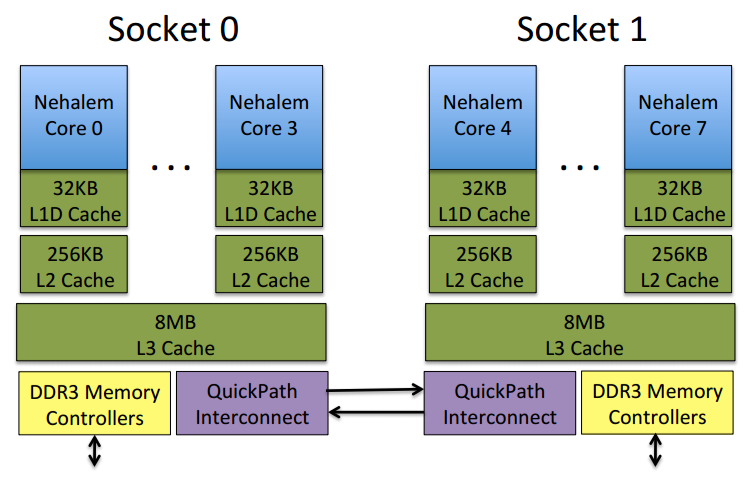 Socket 0
Socket 1
Nehalem
Core 0
Nehalem
Core 3
Nehalem
Core 4
Nehalem
Core 7
. . .
. . .
32KB
L1D Cache
32KB
L1D Cache
32KB
L1D Cache
32KB
L1D Cache
256KB
L2 Cache
256KB
L2 Cache
256KB
L2 Cache
256KB
L2 Cache
8MB
L3 Cache
8MB
L3 Cache
DDR3 Memory
Controllers
QuickPath
Interconnect
QuickPath
Interconnect
DDR3 Memory
Controllers